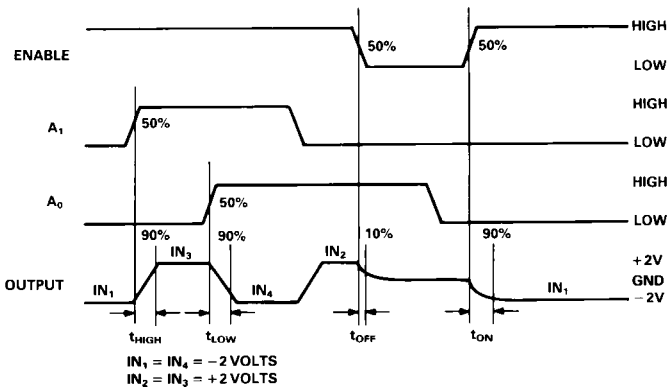 HIGH
50% 50%
ENABLE
LOW
HIGH
50%
A1
LOW
HIGH
50%
A0
LOW
90% IN3 90% IN2 10% 90%
+2V
OUTPUT
GND
IN1 IN4 IN1
−2V
tHIGH tLOW tOFF tON
IN1 = IN4 = −2 VOLTS
IN2 = IN3 = +2 VOLTS